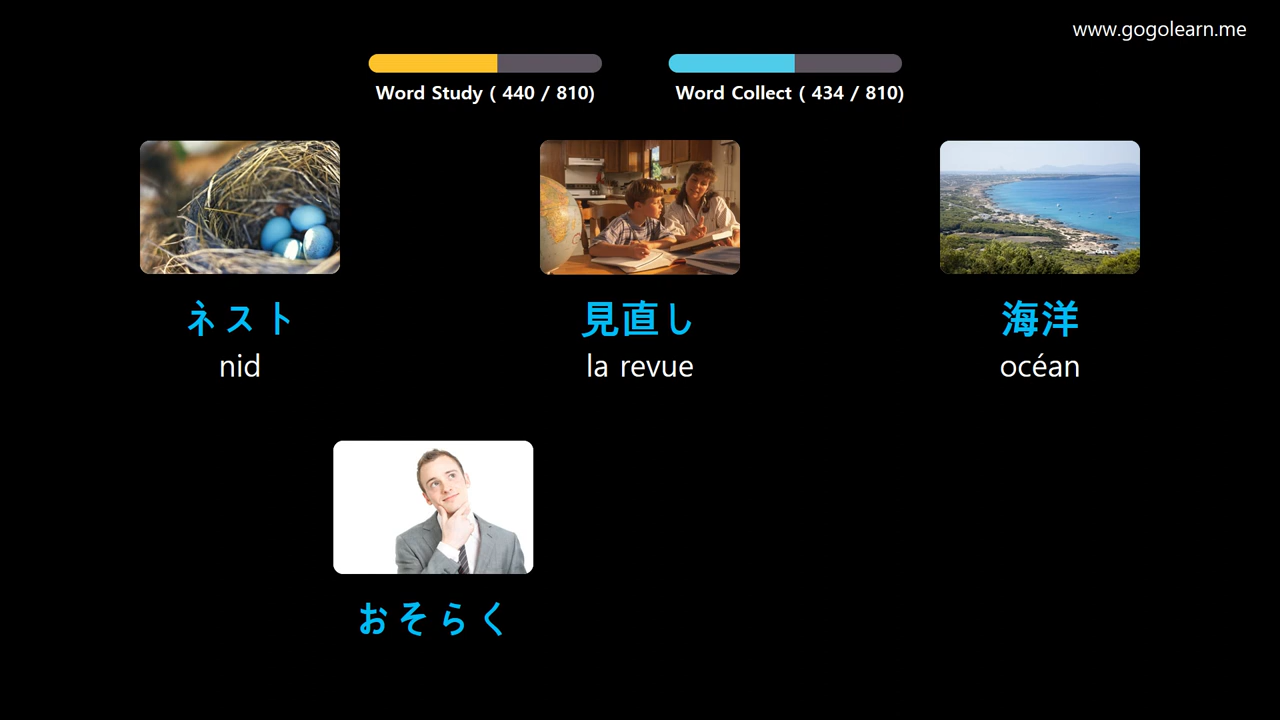 www.gogolearn.me
Word Study ( 440 / 810)
Word Collect ( 434 / 810)
ネスト
nid
見直し
la revue
海洋
océan
おそらく